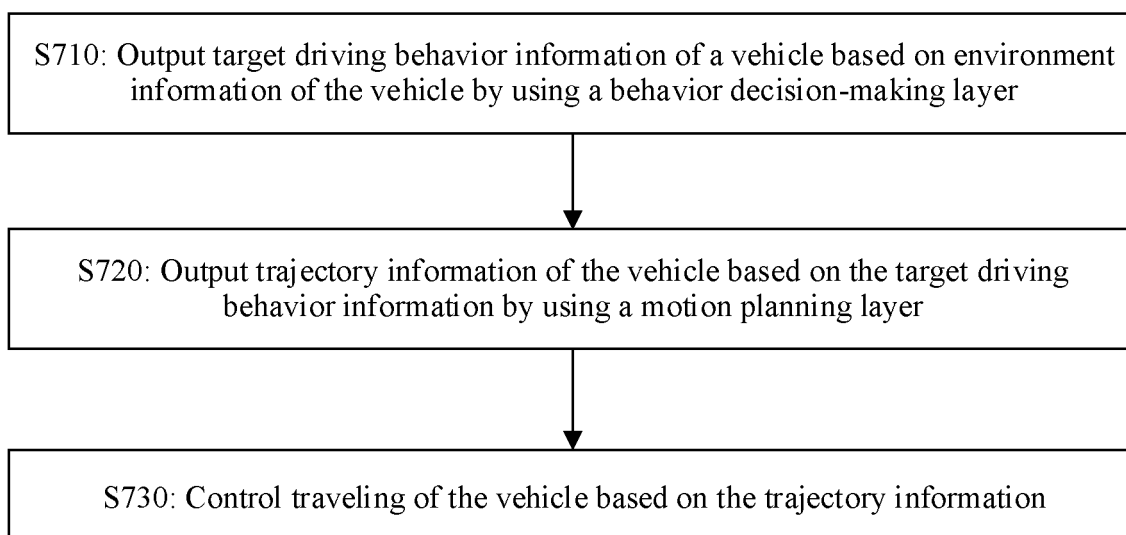 S710: Output target driving behavior information of a vehicle based on environment
information of the vehicle by using a behavior decision-making layer
S720: Output trajectory information of the vehicle based on the target driving
behavior information by using a motion planning layer
S730: Control traveling of the vehicle based on the trajectory information